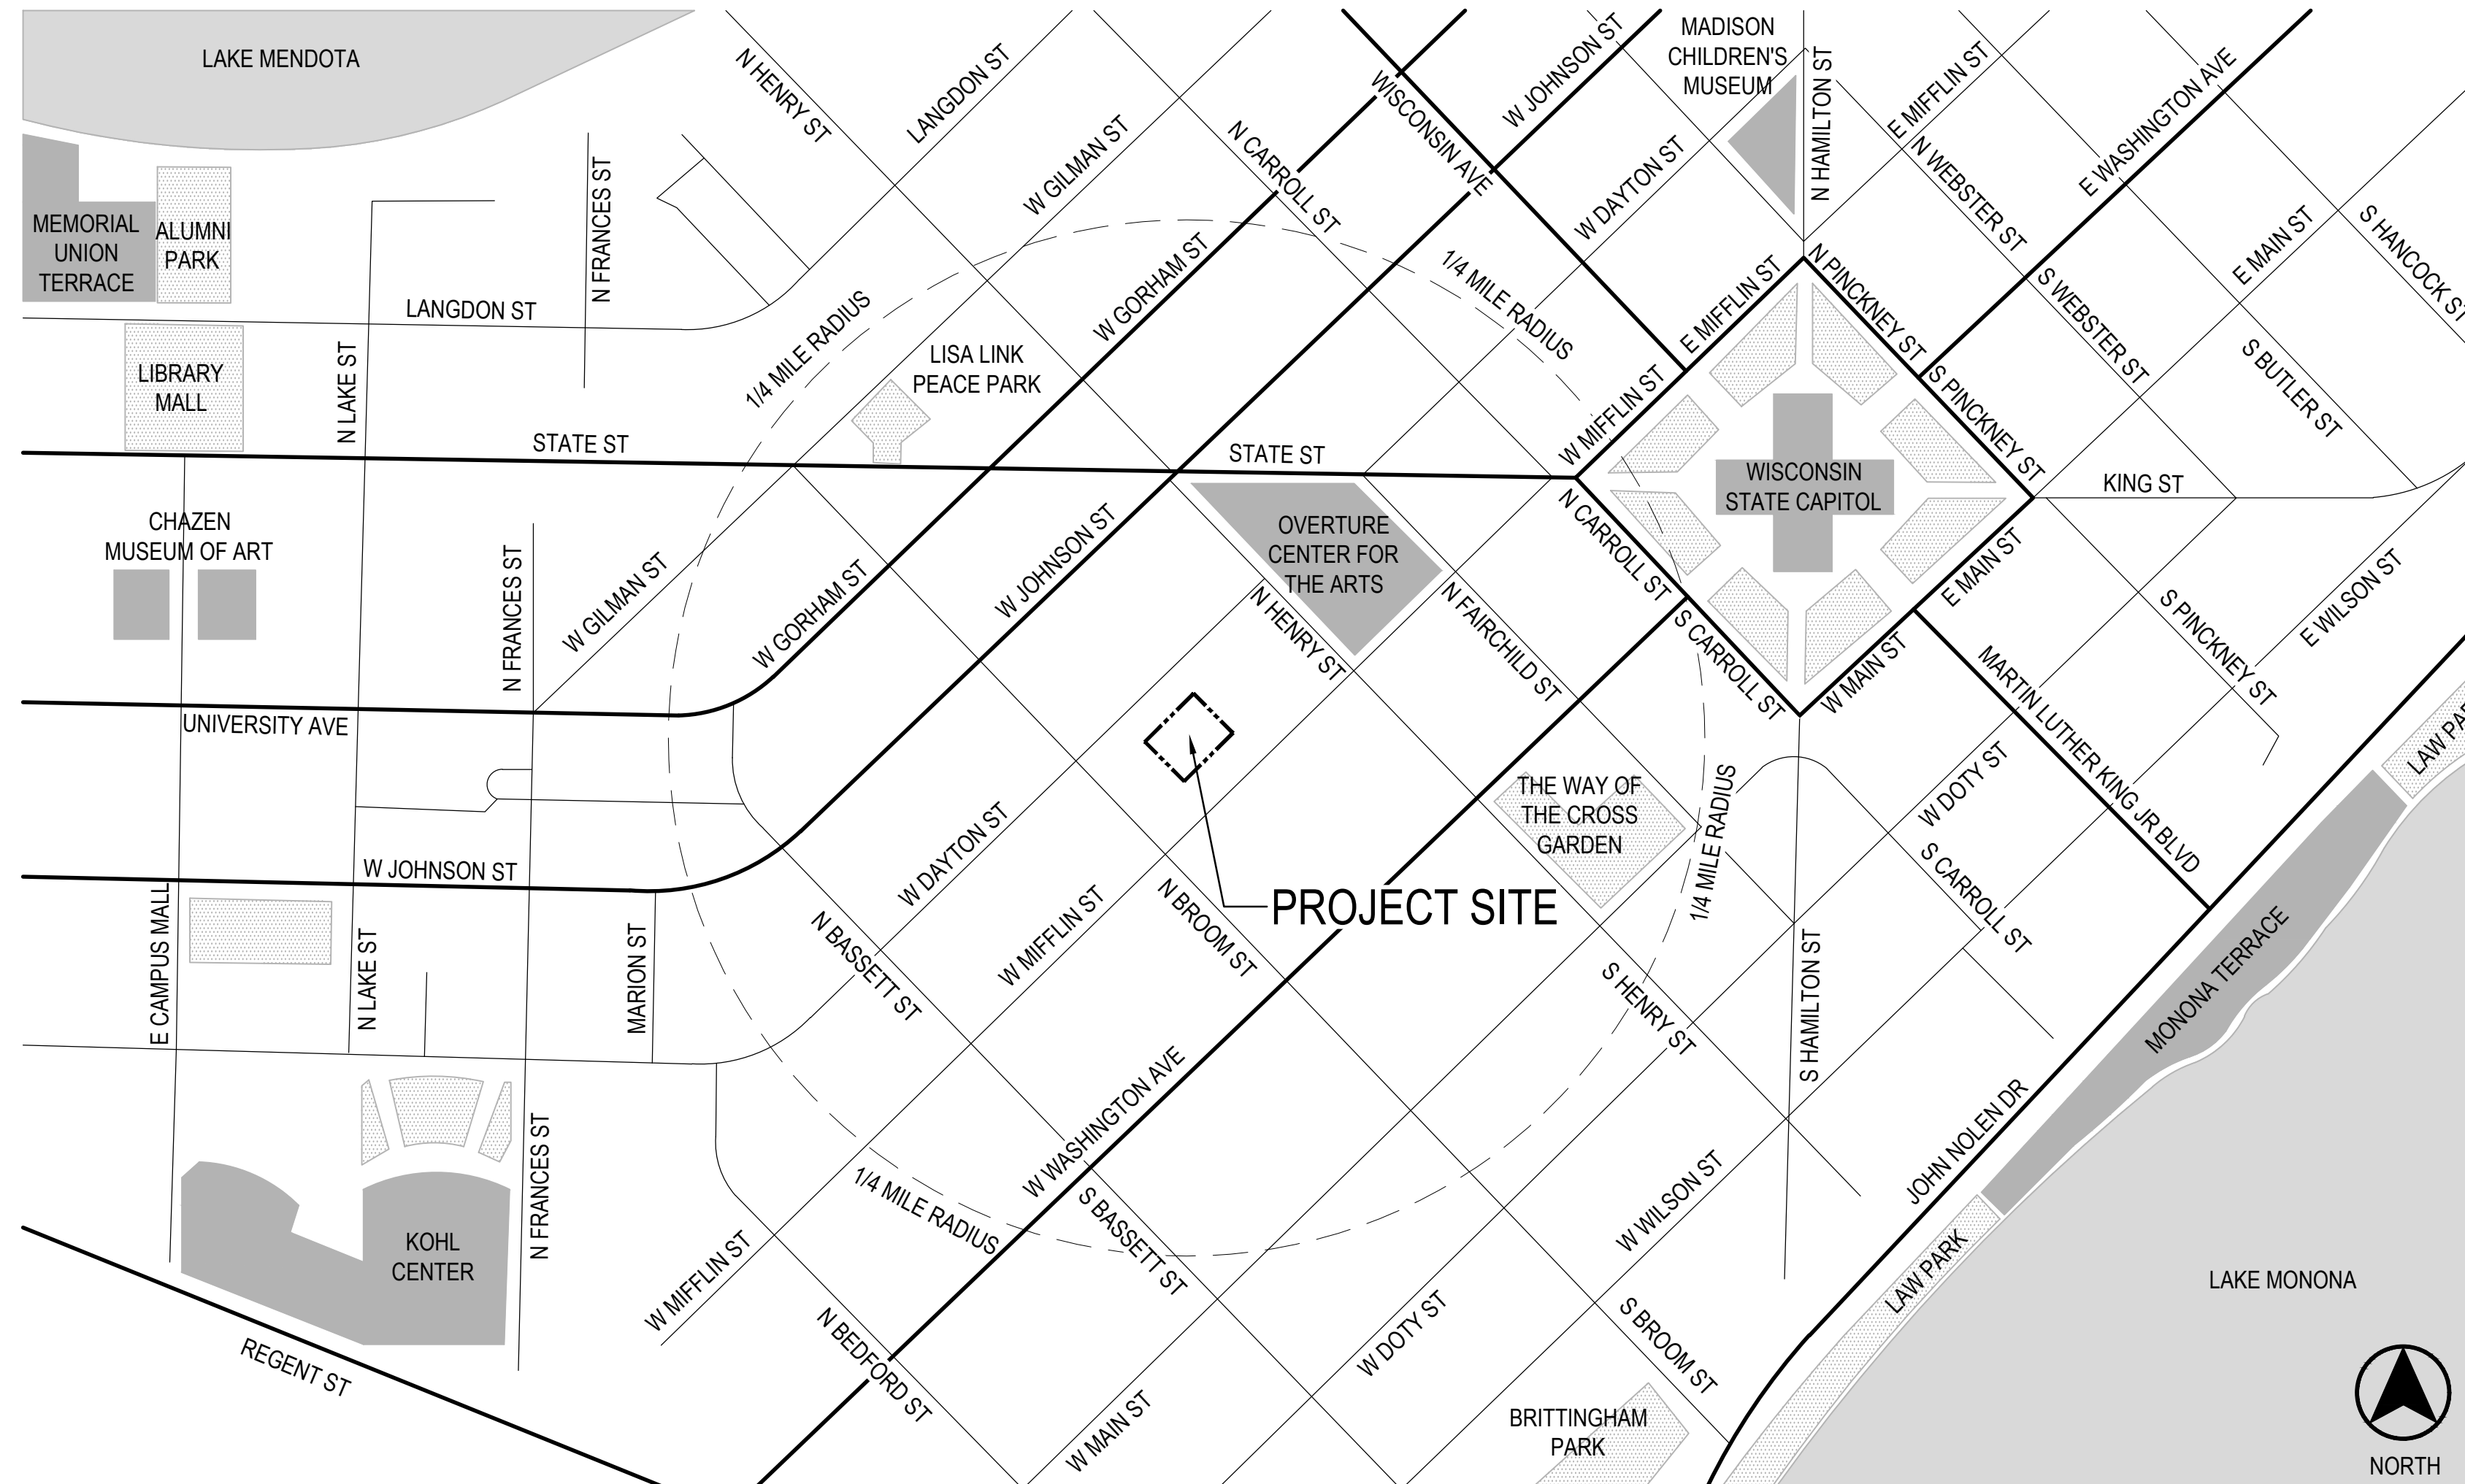 LAKE MENDOTA
N HENRY ST
LANGDON ST
W GILMAN ST
N CARROLL ST
WISCONSIN AVE
W JOHNSON ST
MADISON
CHILDREN'S
MUSEUM
N HAMILTON ST
W DAYTON ST
E MIFFLIN ST
N WEBSTER ST
E WASHINGTON AVE
E MAIN ST
S HANCOCK ST
MEMORIAL
UNION
TERRACE
ALUMNI
PARK
N FRANCES ST
LANGDON ST
LIBRARY
MALL
N LAKE ST
1/4 MILE RADIUS
LISA LINK
PEACE PARK
W GORHAM ST
1/4 MILE RADIUS
E MIFFLIN ST
N PINCKNEY ST
S WEBSTER ST
S BUTLER ST
W MIFFLIN ST
S PINCKNEY ST
STATE ST
STATE ST
WISCONSIN
STATE CAPITOL
KING ST
CHAZEN
MUSEUM OF ART
N FRANCES ST
W GILMAN ST
W GORHAM ST
W JOHNSON ST
OVERTURE
CENTER FOR
THE ARTS
N HENRY ST
N FAIRCHILD ST
N CARROLL ST
S CARROLL ST
W MAIN ST
E MAIN ST
MARTIN LUTHER KING JR BLVD
S PINCKNEY ST
E WILSON ST
LAW PAR
UNIVERSITY AVE
THE WAY OF
THE CROSS
GARDEN
1/4 MILE RADIUS
W DOTY ST
S CARROLL ST
W JOHNSON ST
W DAYTON ST
PROJECT SITE
E CAMPUS MALL
N LAKE ST
MARION ST
N BASSETT ST
W MIFFLIN ST
N BROOM ST
S HENRY ST
S HAMILTON ST
MONONA TERRACE
W WASHINGTON AVE
JOHN NOLEN DR
N FRANCES ST
KOHL
CENTER
1/4 MILE RADIUS
S BASSETT ST
W WILSON ST
LAW PARK
LAKE MONONA
W MIFFLIN ST
N BEDFORD ST
W DOTY ST
S BROOM ST
REGENT ST
W MAIN ST
BRITTINGHAM
PARK
NORTH